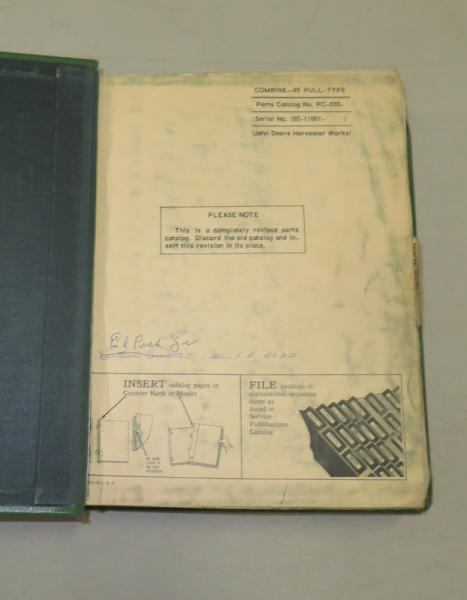 COMBINE—65 PULL-TYPE
Parts Catalog No. PC-655-
Serial No. (65-11001- )
(John Deere Harvester Works)
PLEASE NOTE
This is a completely revised parts
catalog. Discard the old catalog and in-
sert this revision in its place.
INSERT catalog pages in
Counter Rack or Binder
FILE catalogs in
alphabetical sequence
same as
listed in
Service
Publications
Catalog